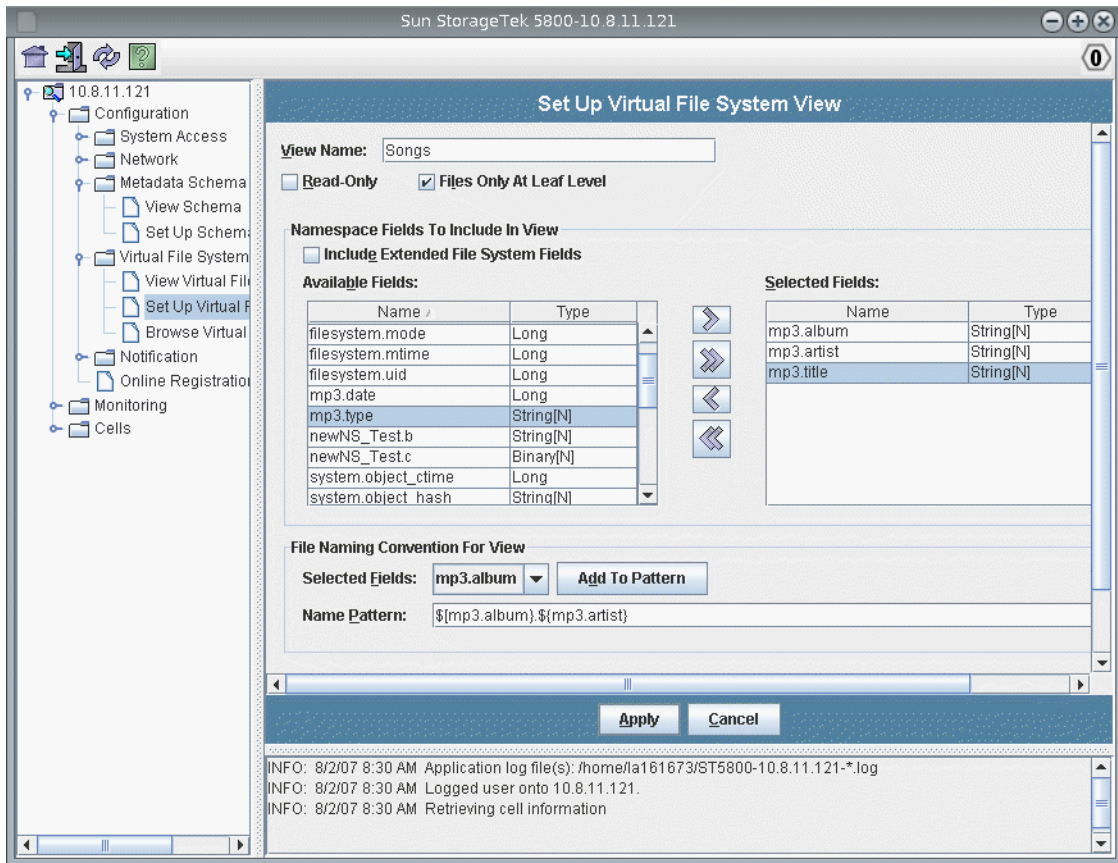 Sun StorageTek 5800-10.8.11.121
0
10.8.11.121
Configuration
System Access
Network
Metadata Schema
View Schema
Set Up Schem
Virtual File System
View Virtual Fil
Set Up Virtual F
Browse Virtual
Notification
Online Registratio
Monitoring
Cells
Set Up Virtual File System View
View Name: Songs
Read-Only Files Only At Leaf Level
Namespace Fields To Include In View
Include Extended File System Fields
Available Fields:
Name Type
filesystem.mode Long
filesystem.mtime Long
filesystem.uid Long
mp3.date Long
mp3.type String[N]
newNS_Test.b String[N]
newNS_Test.c Binary[N]
system.object_ctime Long
system.object_hash String[N]
Selected Fields:
Name Type
mp3.album String[N]
mp3.artist String[N]
mp3.title String[N]
File Naming Convention For View
Selected Fields: mp3.album Add To Pattern
Name Pattern: $[mp3.album}.${mp3.artist}
Apply Cancel
INFO: 8/2/07 8:30 AM Application log file(s): /home/la161673/ST5800-10.8.11.121-*.log
INFO: 8/2/07 8:30 AM Logged user onto 10.8.11.121.
INFO: 8/2/07 8:30 AM Retrieving cell information